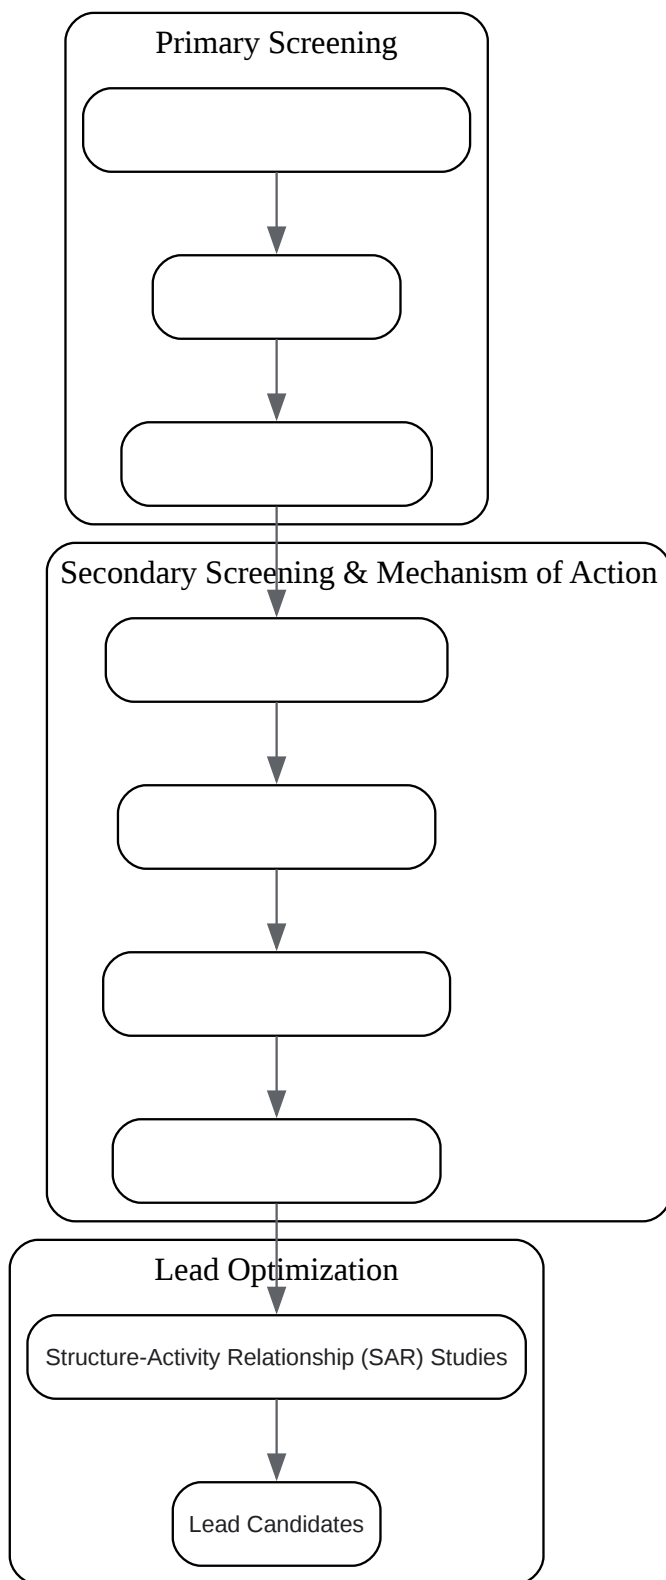 Primary Screening
Secondary Screening & Mechanism of Action
Lead Optimization
Structure-Activity Relationship (SAR) Studies
Lead Candidates